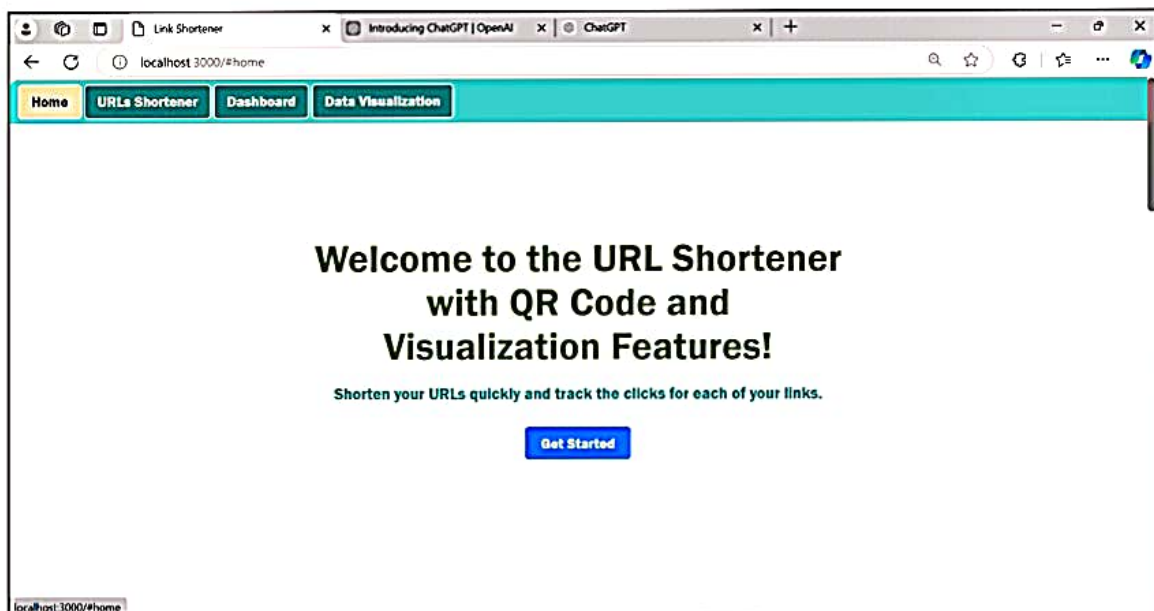 Link Shortener
Introducing ChatGPT | OpenAI
ChatGPT
localhost:3000/#home
Home
URLs Shortener
Dashboard
Data Visualization
Welcome to the URL Shortener
with QR Code and
Visualization Features!
Shorten your URLs quickly and track the clicks for each of your links.
Get Started
localhost:3000/#home